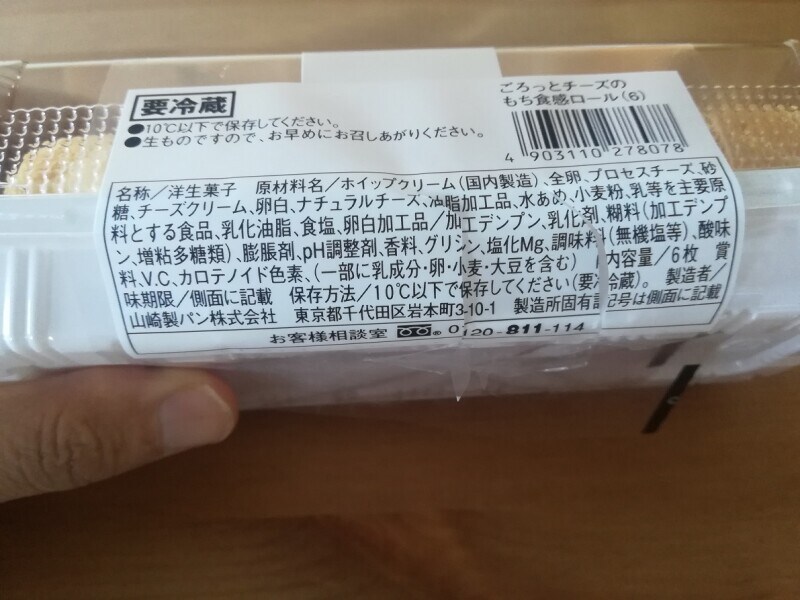 要冷蔵
●10℃以下で保存してください。
●生ものですので、お早めにお召しあがりください。
ごろっとチーズの
もち食感ロール(6)
4 903110 278078
名称/洋生菓子 原材料名/ホイップクリーム(国内製造)、全卵、プロセスチーズ、砂
糖、チーズクリーム、卵白、ナチュラルチーズ、油脂加工品、水あめ、小麦粉、乳等を主要原
料とする食品、乳化油脂、食塩、卵白加工品/加工デンプン、乳化剤、糊料(加工デンプ
ン、増粘多糖類)、膨脹剤、pH調整剤、香料、グリシン、塩化Mg、調味料(無機塩等)、酸味
料、V.C、カロテノイド色素、(一部に乳成分・卵・小麦・大豆を含む) 内容量/6枚 賞
味期限/側面に記載 保存方法/10℃以下で保存してください(要冷蔵)。 製造者/
山崎製パン株式会社 東京都千代田区岩本町3-10-1 製造所固有記号は側面に記載
お客様相談室 0120-811-114